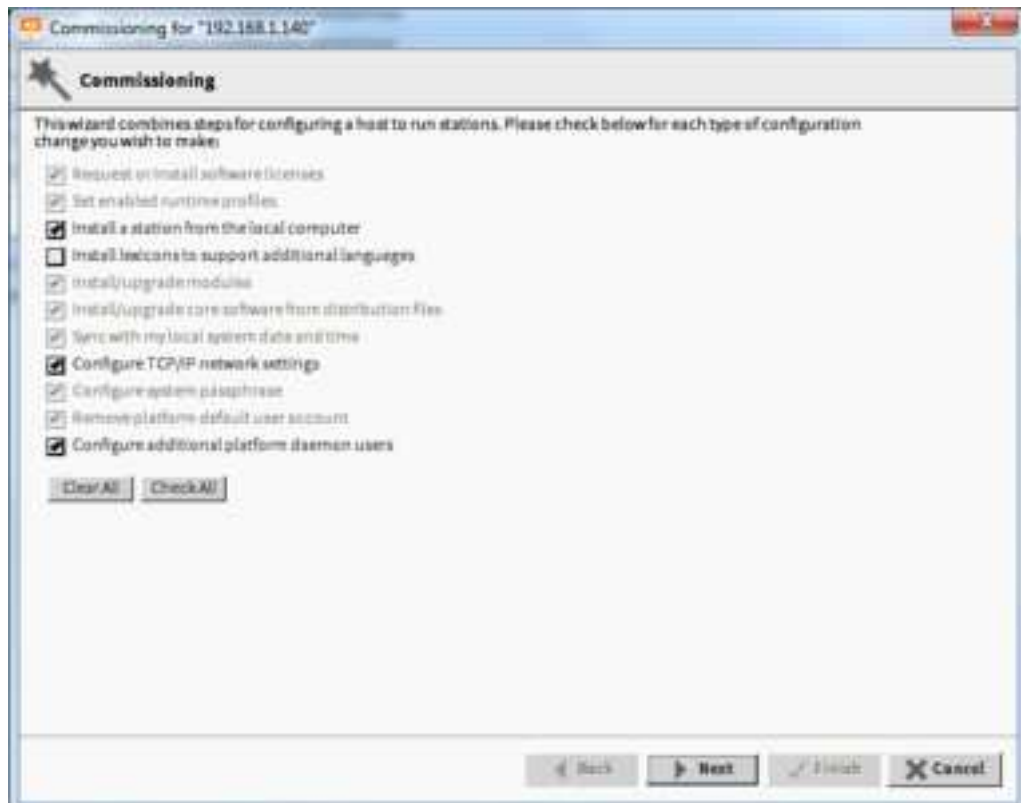 Commissioning for "192.168.1.140"
Commissioning
This wizard combines steps for configuring a host to run stations. Please check below for each type of configuration
change you wish to make:
Request or install software licenses
Set enabled runtime profiles
Install a station from the local computer
Install lexicons to support additional languages
Install/upgrade modules
Install/upgrade core software from distribution files
Sync with my local system date and time
Configure TCP/IP network settings
Configure system passphrase
Remove platform default user account
Configure additional platform daemon users
Clear All Check All
Back Next Finish Cancel